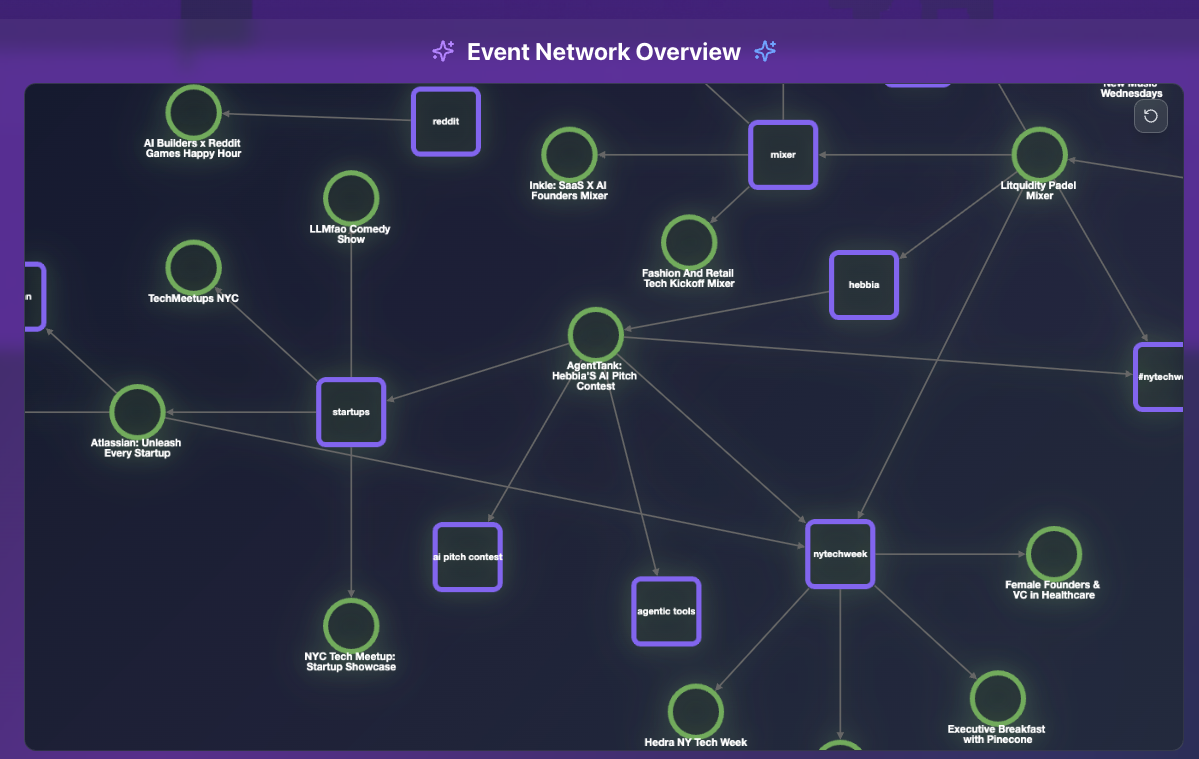 Event Network Overview
New Music
Wednesdays
reddit
AI Builders x Reddit
Games Happy Hour
mixer
Inkle: SaaS X AI
Founders Mixer
Litquidity Padel
Mixer
LLMfao Comedy
Show
Fashion And Retail
Tech Kickoff Mixer
TechMeetups NYC
hebbia
n
AgentTank:
Hebbia'S AI Pitch
Contest
#nytechwe
startups
Atlassian: Unleash
Every Startup
ai pitch contest
nytechweek
Female Founders &
VC in Healthcare
agentic tools
NYC Tech Meetup:
Startup Showcase
Hedra NY Tech Week
Executive Breakfast
with Pinecone